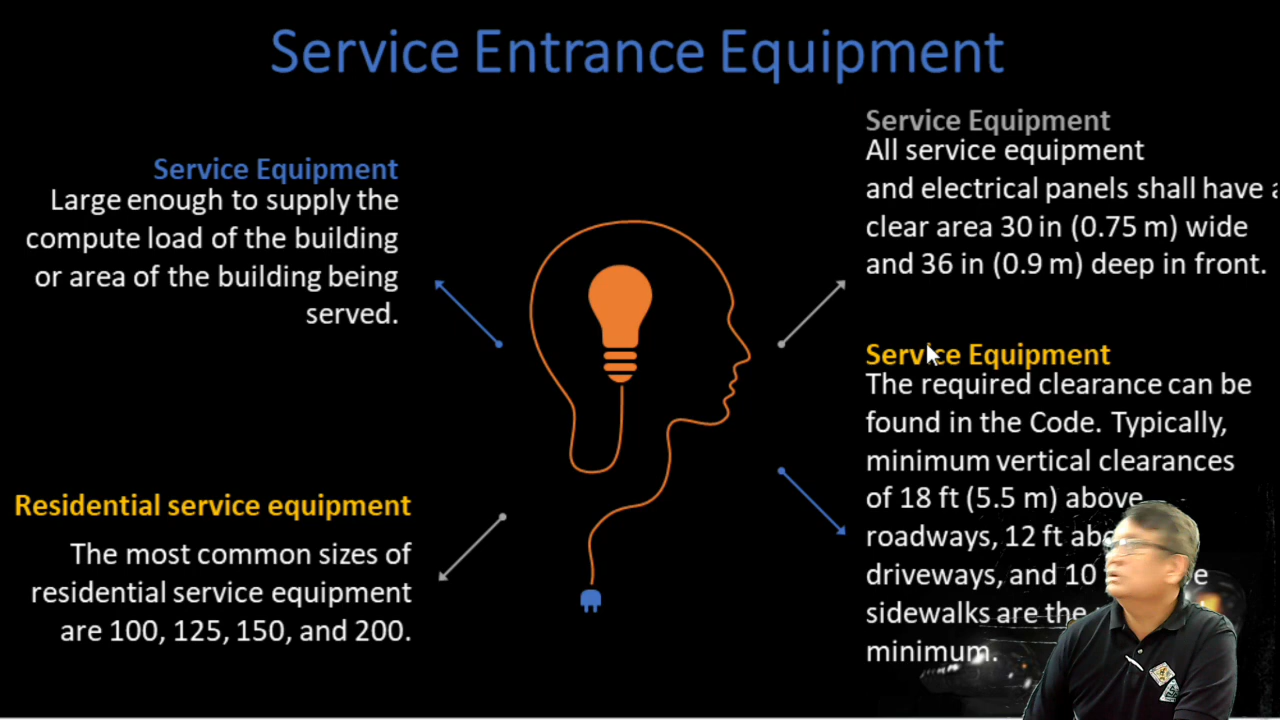 Service Entrance Equipment
Service Equipment
Large enough to supply the
compute load of the building
or area of the building being
served.
Residential service equipment
The most common sizes of
residential service equipment
are 100, 125, 150, and 200.
Service Equipment
All service equipment
and electrical panels shall have
clear area 30 in (0.75 m) wide
and 36 in (0.9 m) deep in front.
Service Equipment
The required clearance can be
found in the Code. Typically,
minimum vertical clearances
of 18 ft (5.5 m) above
roadways, 12 ft
driveways, and 10
sidewalks are the
minimum.